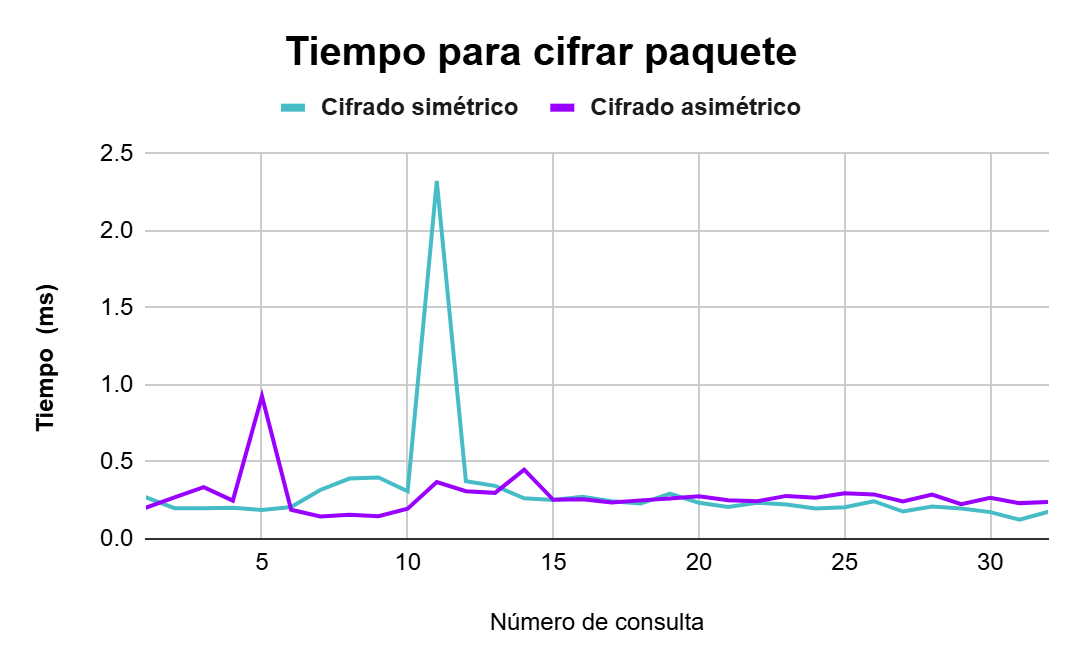 Tiempo para cifrar paquete
Cifrado simétrico Cifrado asimétrico
2.5
2.0
1.5
1.0
0.5
0.0
Tiempo (ms)
5 10 15 20 25 30
Número de consulta